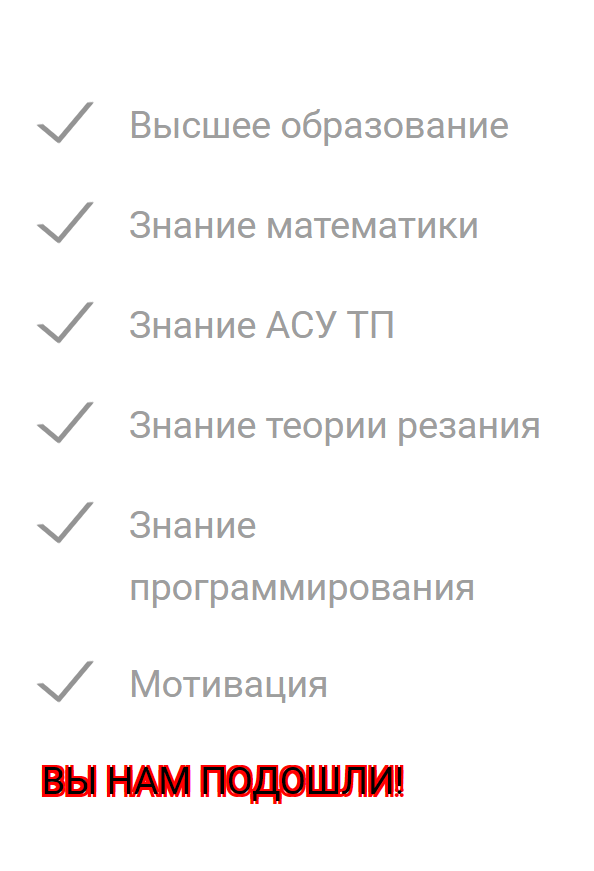 Высшее образование
Знание математики
Знание АСУ ТП
Знание теории резания
Знание
программирования
Мотивация
ВЫ НАМ ПОДОШЛИ!